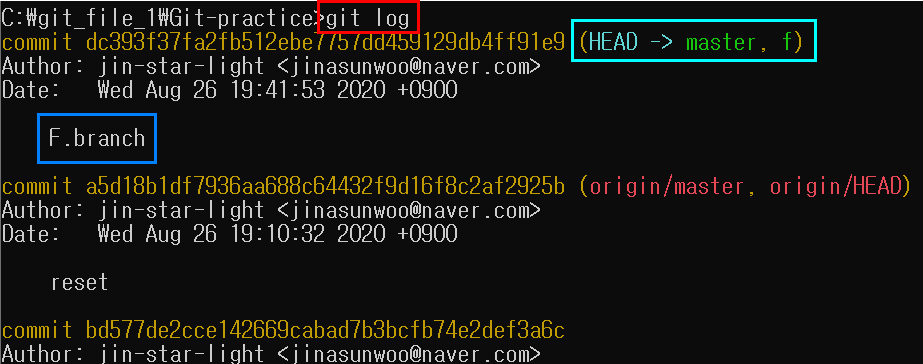 C:\git_file_1\Git-practice>git log
commit dc393f37fa2fb512ebe7757dd459129db4ff91e9 (HEAD -> master, f)
Author: jin-star-light <jinasunwoo@naver.com>
Date:   Wed Aug 26 19:41:53 2020 +0900
F.branch
commit a5d18b1df7936aa688c64432f9d16f8c2af2925b (origin/master, origin/HEAD)
Author: jin-star-light <jinasunwoo@naver.com>
Date:   Wed Aug 26 19:10:32 2020 +0900
reset
commit bd577de2cce142669cabad7b3bcfb74e2def3a6c
Author: jin-star-light <jinasunwoo@naver.com>